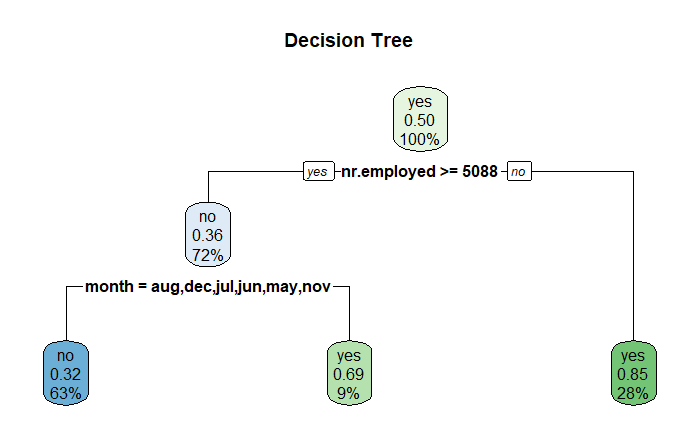 Decision Tree
yes
0.50
100%
yes nr.employed >= 5088 no
no
0.36
72%
month = aug,dec,jul,jun,may,nov
no
0.32
63%
yes
0.69
9%
yes
0.85
28%